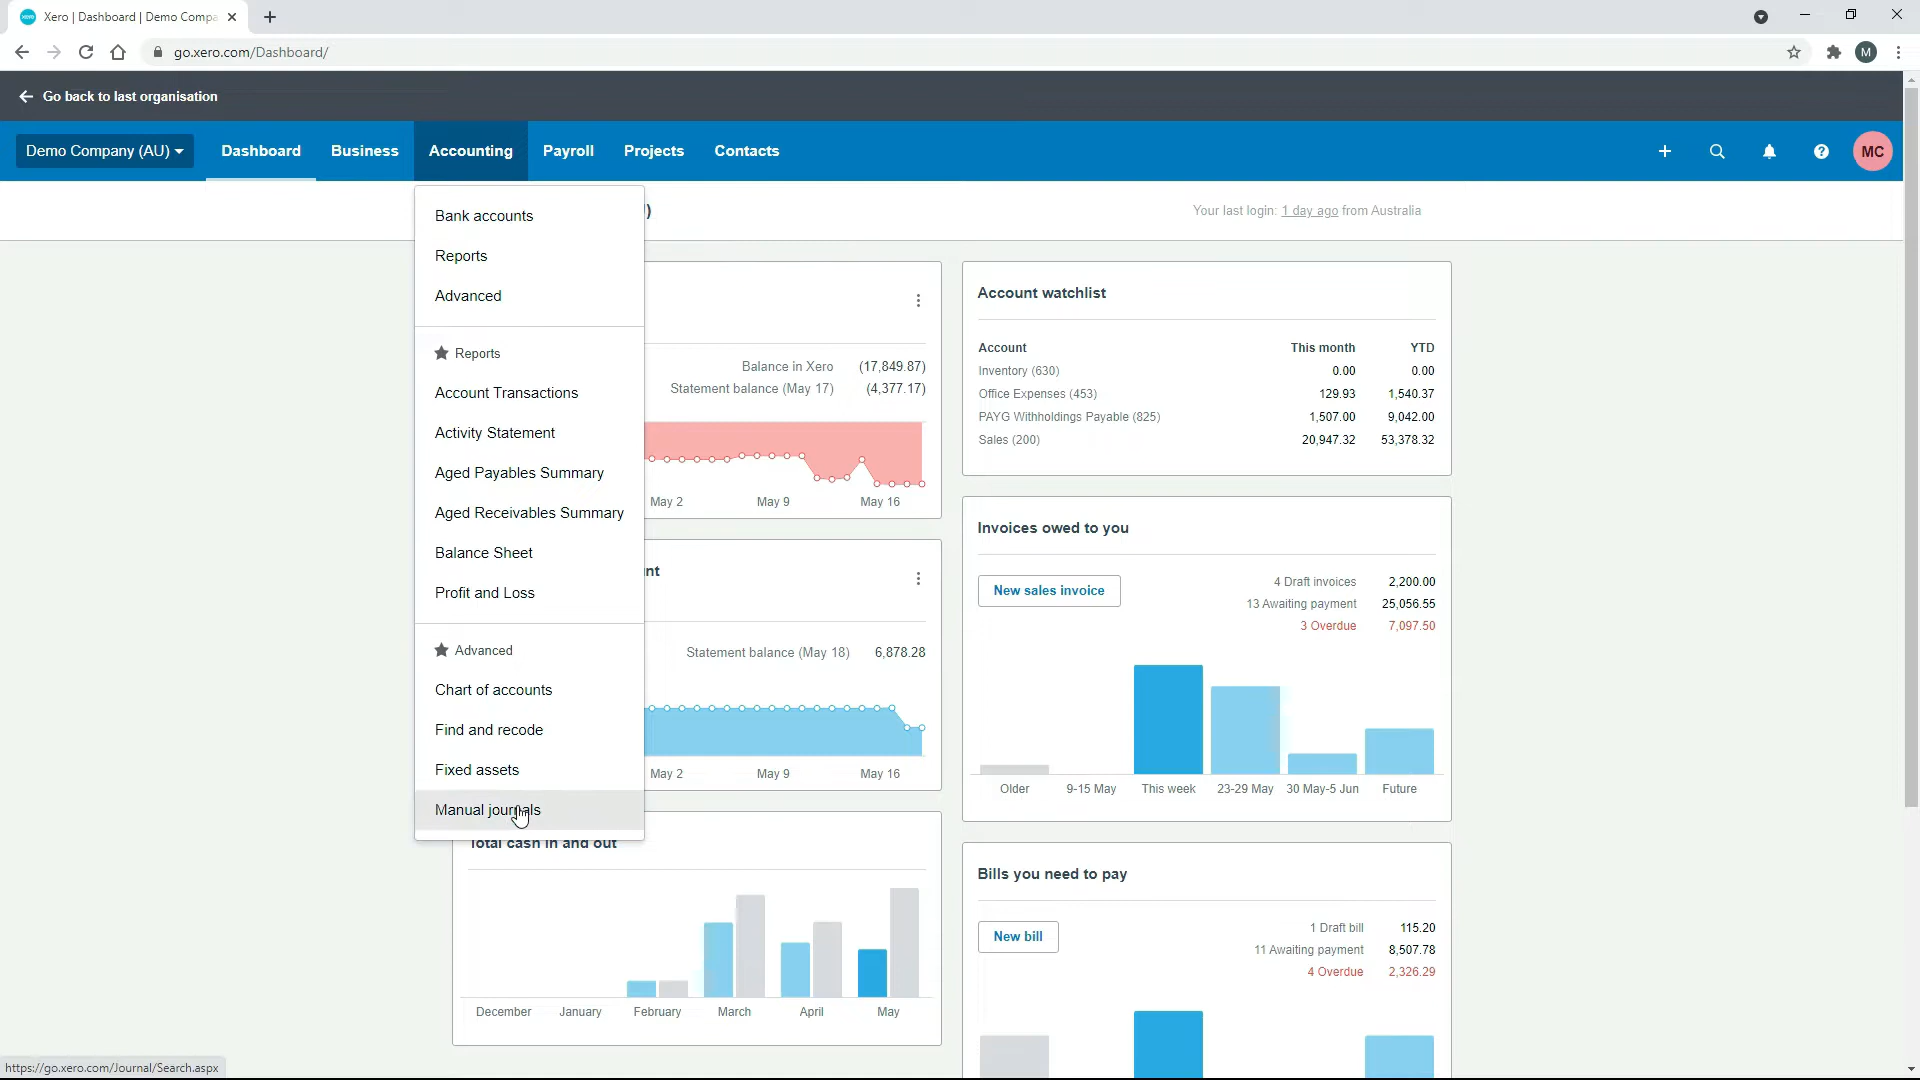 xero Xero | Dashboard | Demo Compa
go.xero.com/Dashboard/
M
Go back to last organisation
Demo Company (AU) Dashboard Business Accounting Payroll Projects Contacts
MC
Your last login: 1 day ago from Australia
Bank accounts
Reports
Advanced
Reports
Account Transactions
Activity Statement
Aged Payables Summary
Aged Receivables Summary
Balance Sheet
Profit and Loss
Advanced
Chart of accounts
Find and recode
Fixed assets
Manual journals
)
Balance in Xero (17,849.87)
Statement balance (May 17) (4,377.17)
May 2 May 9 May 16
nt
Statement balance (May 18) 6,878.28
May 2 May 9 May 16
Total cash in and out
December January February March April May
Account watchlist
Account This month YTD
Inventory (630) 0.00 0.00
Office Expenses (453) 129.93 1,540.37
PAYG Withholdings Payable (825) 1,507.00 9,042.00
Sales (200) 20,947.32 53,378.32
Invoices owed to you
New sales invoice
4 Draft invoices 2,200.00
13 Awaiting payment 25,056.55
3 Overdue 7,097.50
Older 9-15 May This week 23-29 May 30 May-5 Jun Future
Bills you need to pay
New bill
1 Draft bill 115.20
11 Awaiting payment 8,507.78
4 Overdue 2,326.29
https://go.xero.com/Journal/Search.aspx